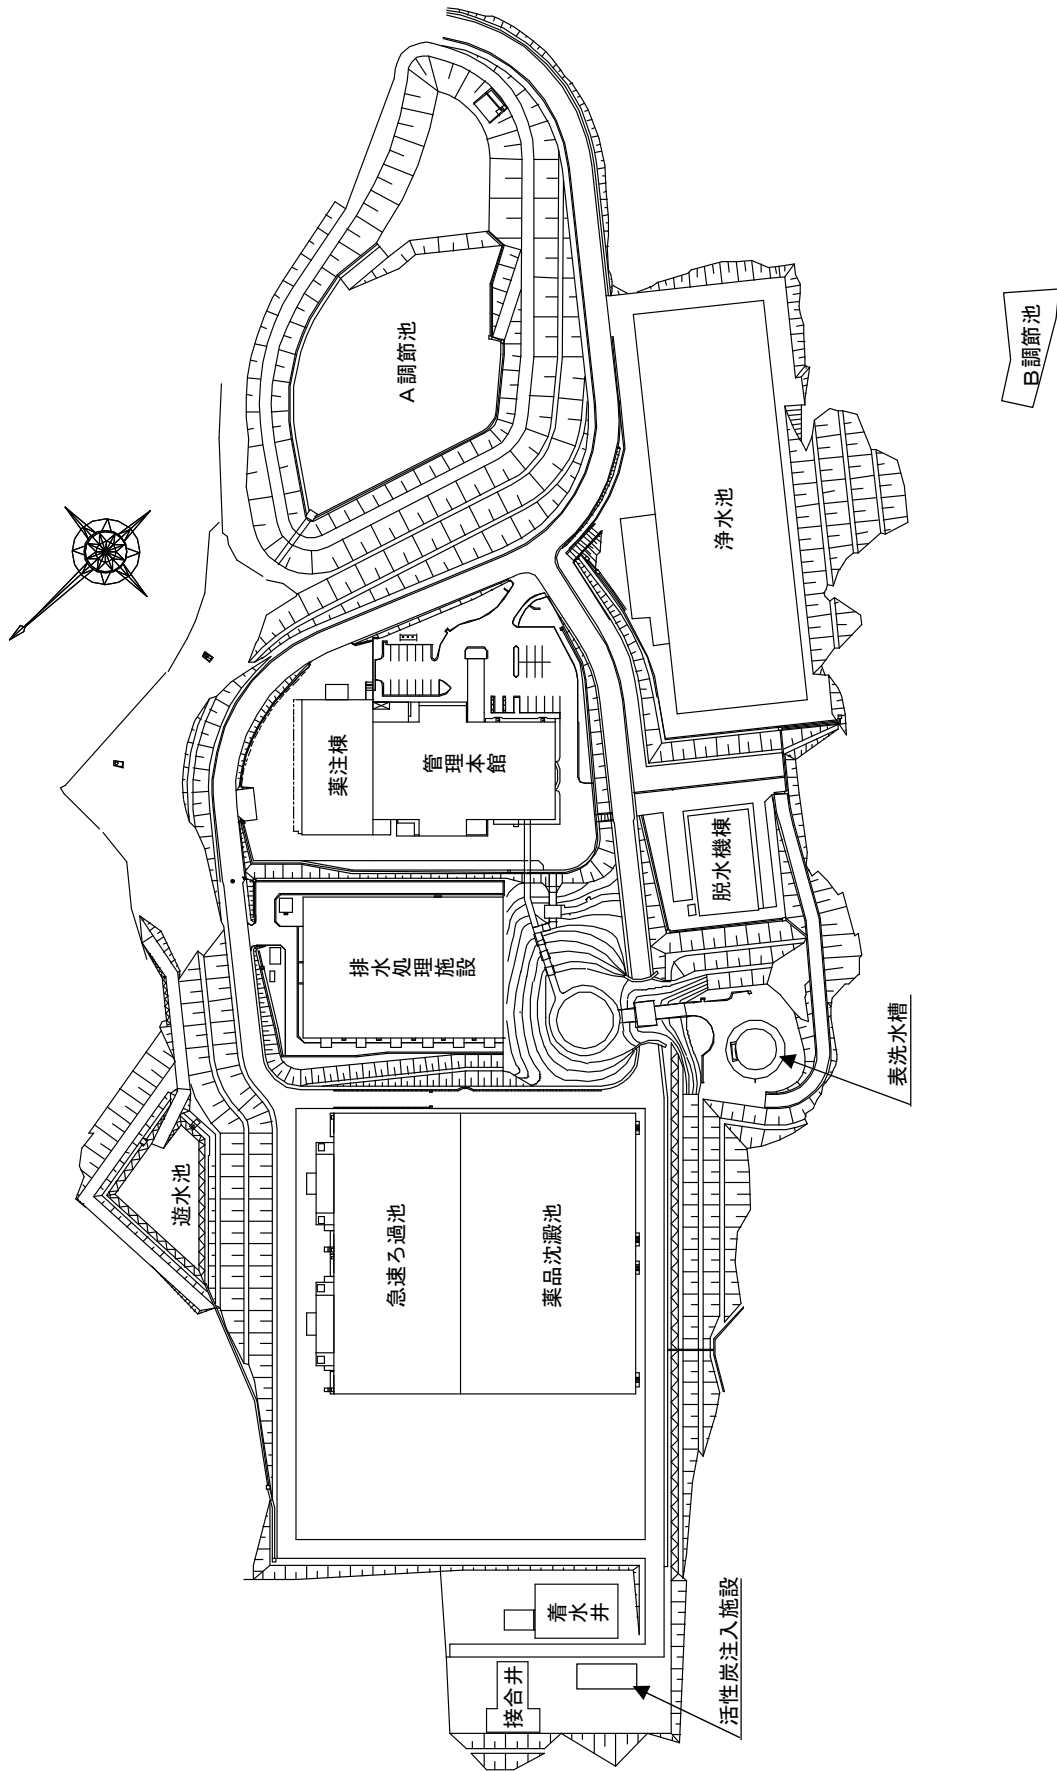 A調節池
B調節池
浄水池
薬注棟
管理本館
脱水機棟
排水処理施設
表洗水槽
遊水池
急速ろ過池
薬品沈澱池
着水井
接合井
活性炭注入施設